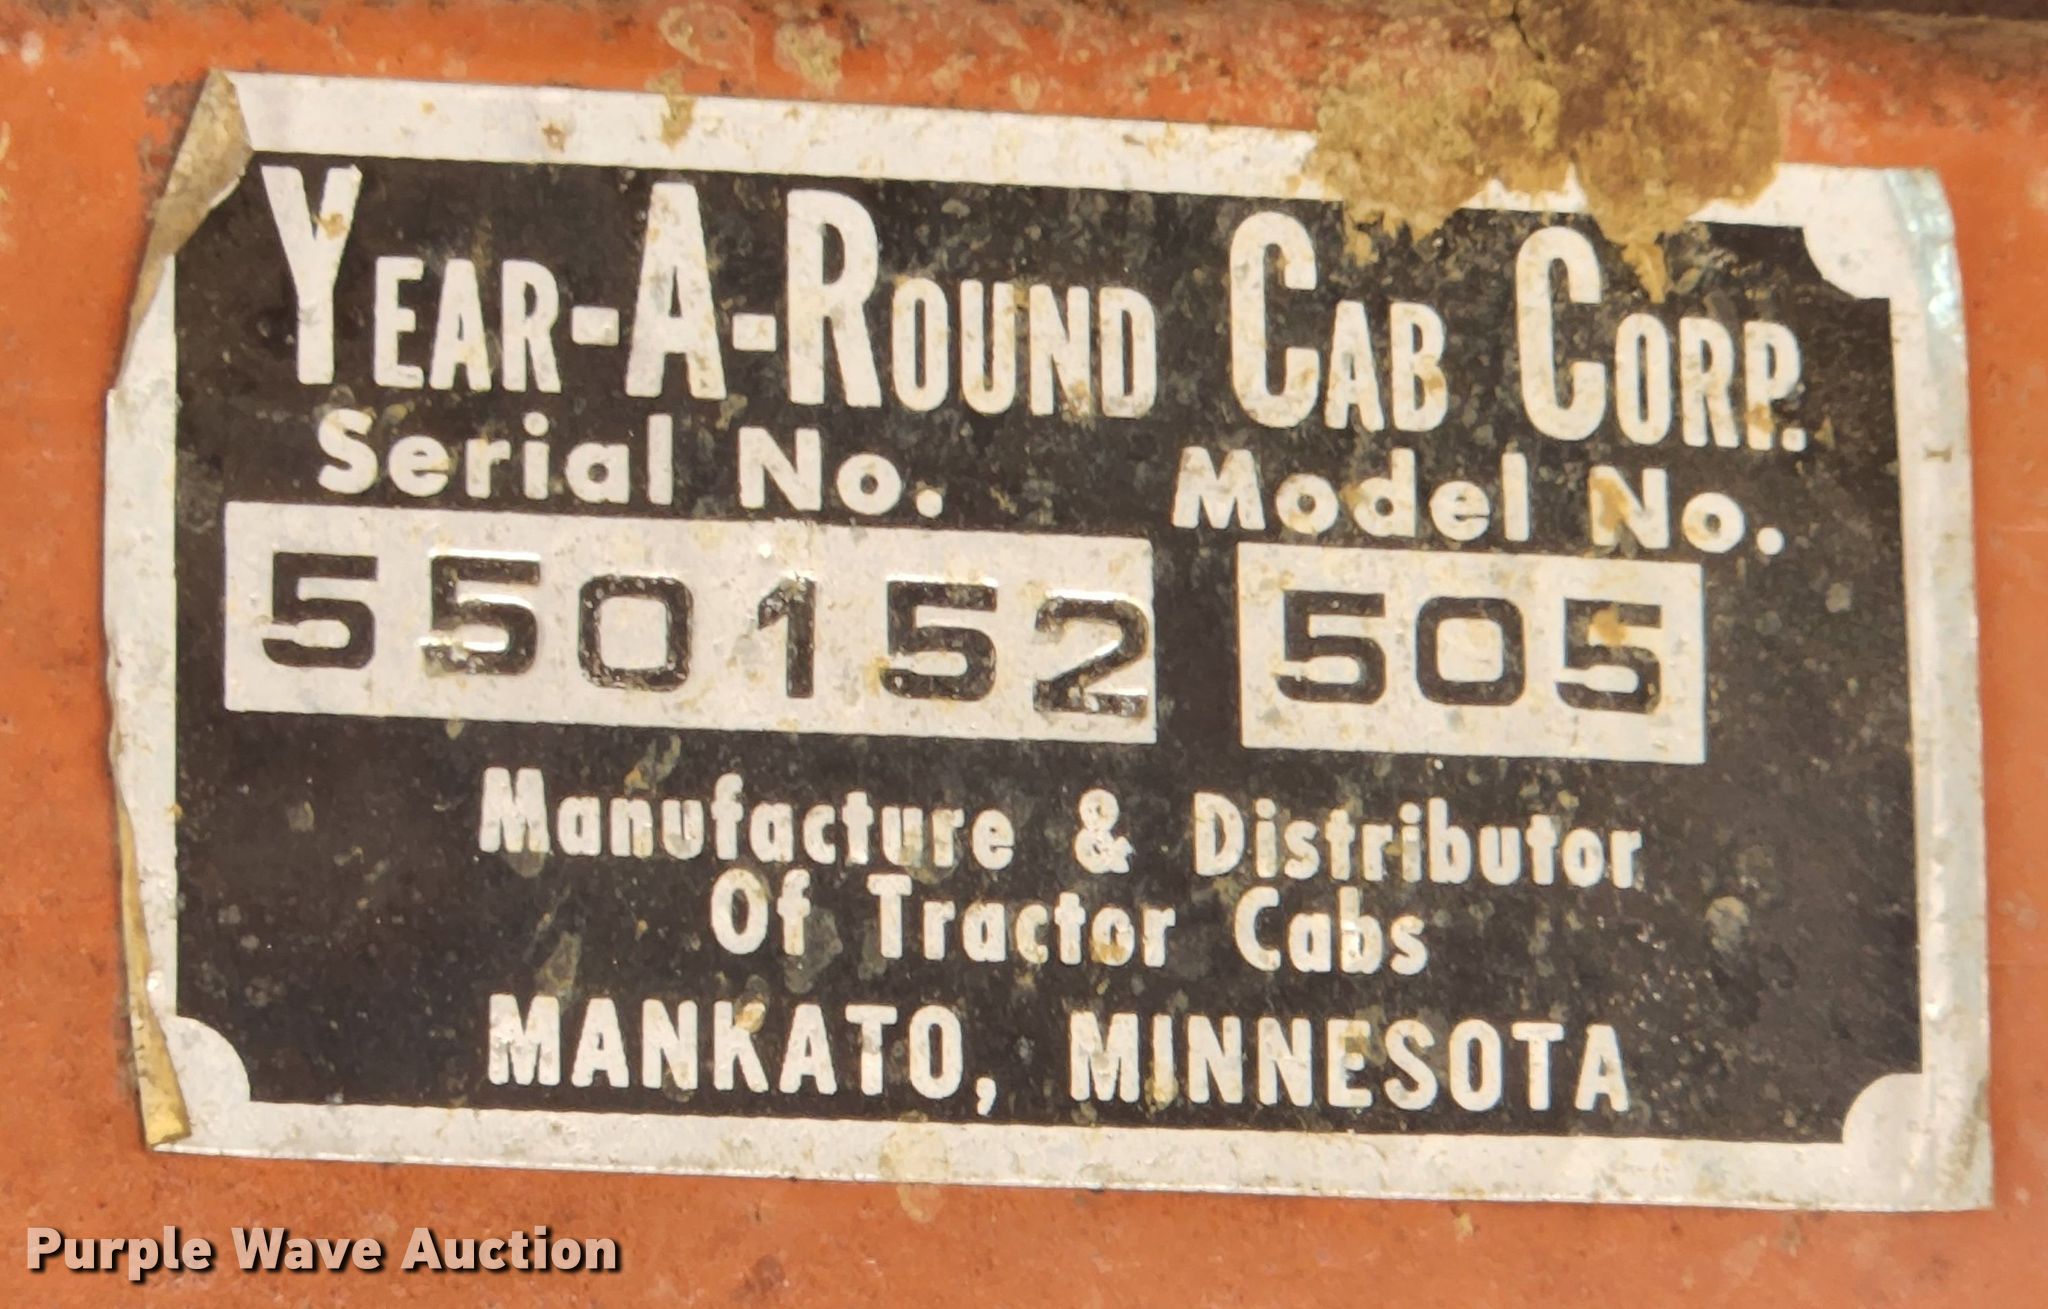 YEAR-A-ROUND CAB CORP.
Serial No. Model No.
550152 505
Manufacture & Distributor
Of Tractor Cabs
MANKATO, MINNESOTA
Purple Wave Auction